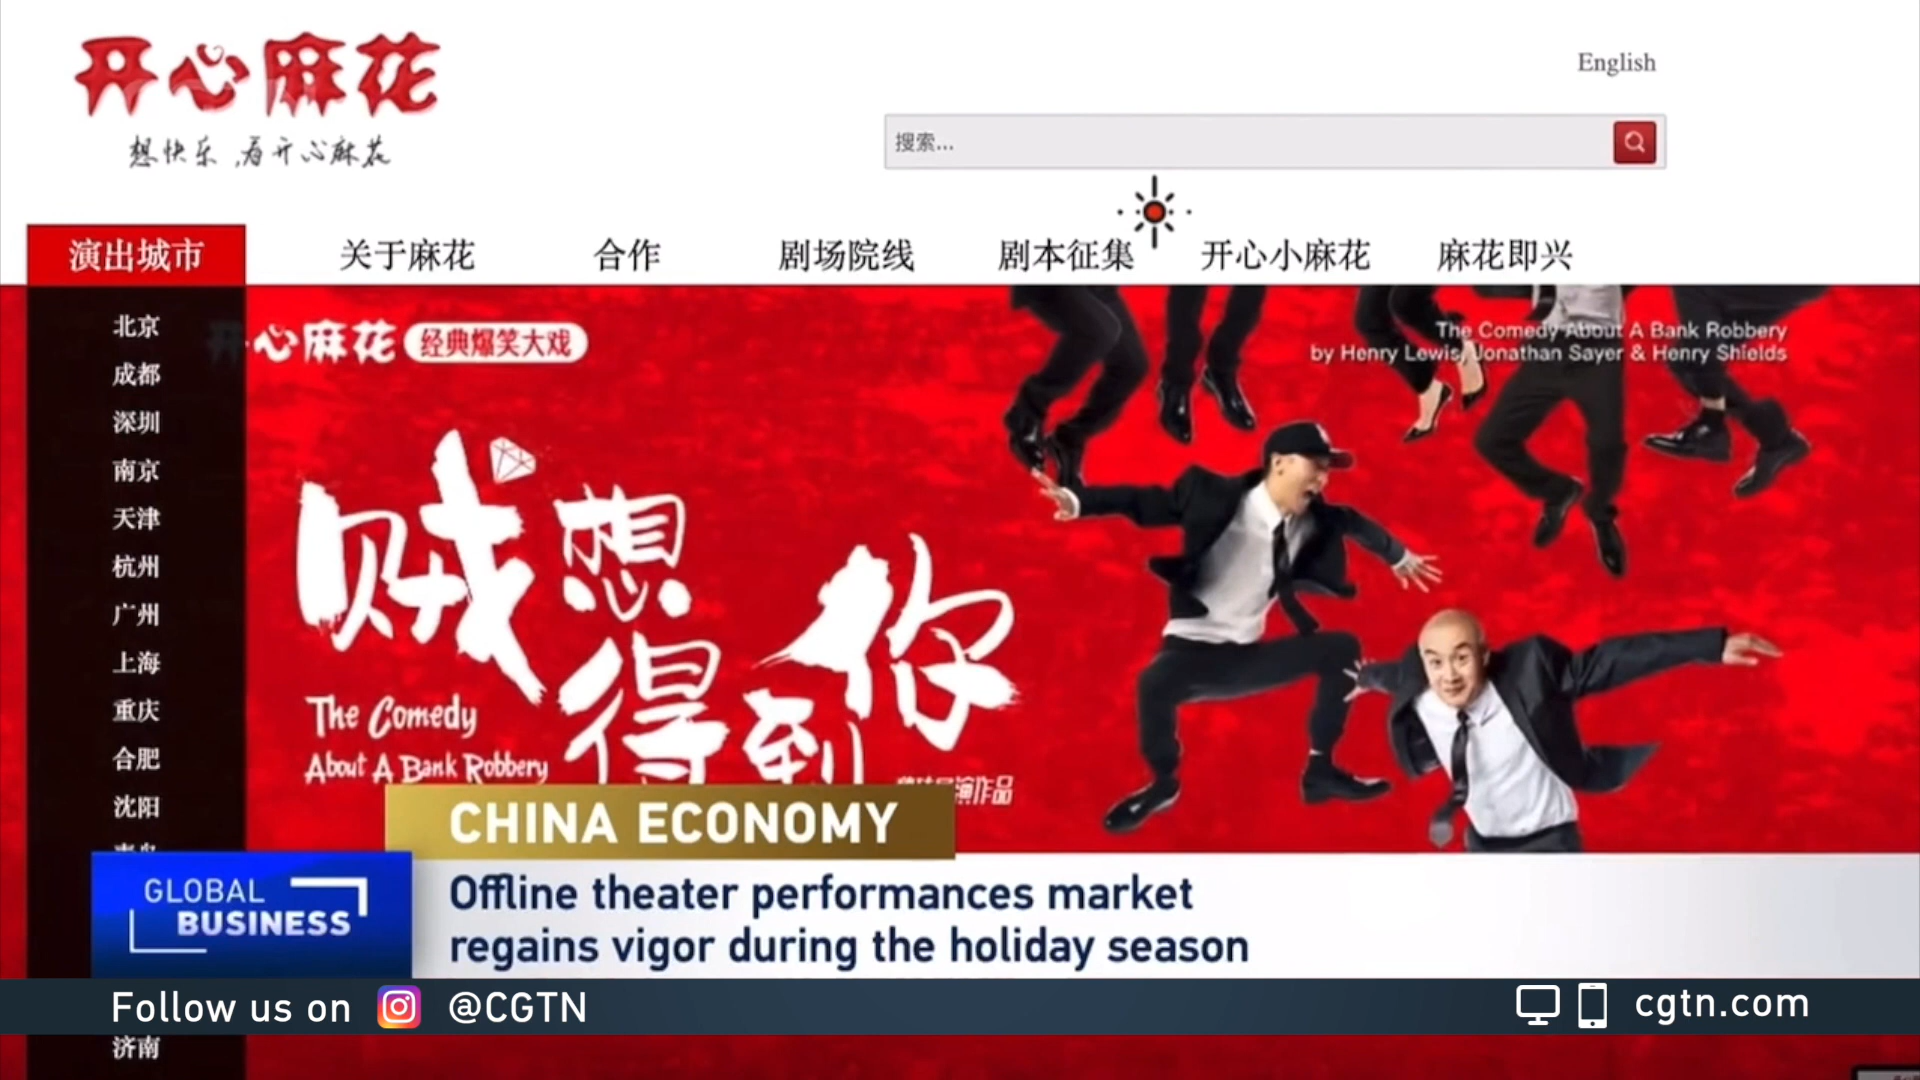 开心麻花
想快乐,看开心麻花
English
搜索...
演出城市
关于麻花
合作
剧场院线
剧本征集
开心小麻花
麻花即兴
北京
成都
深圳
南京
天津
杭州
广州
上海
重庆
合肥
沈阳
济南
开心麻花 经典爆笑大戏
The Comedy About A Bank Robbery
by Henry Lewis, Jonathan Sayer & Henry Shields
贼想得到你
The Comedy
About A Bank Robbery
CHINA ECONOMY
GLOBAL
BUSINESS
Offline theater performances market
regains vigor during the holiday season
Follow us on @CGTN
cgtn.com